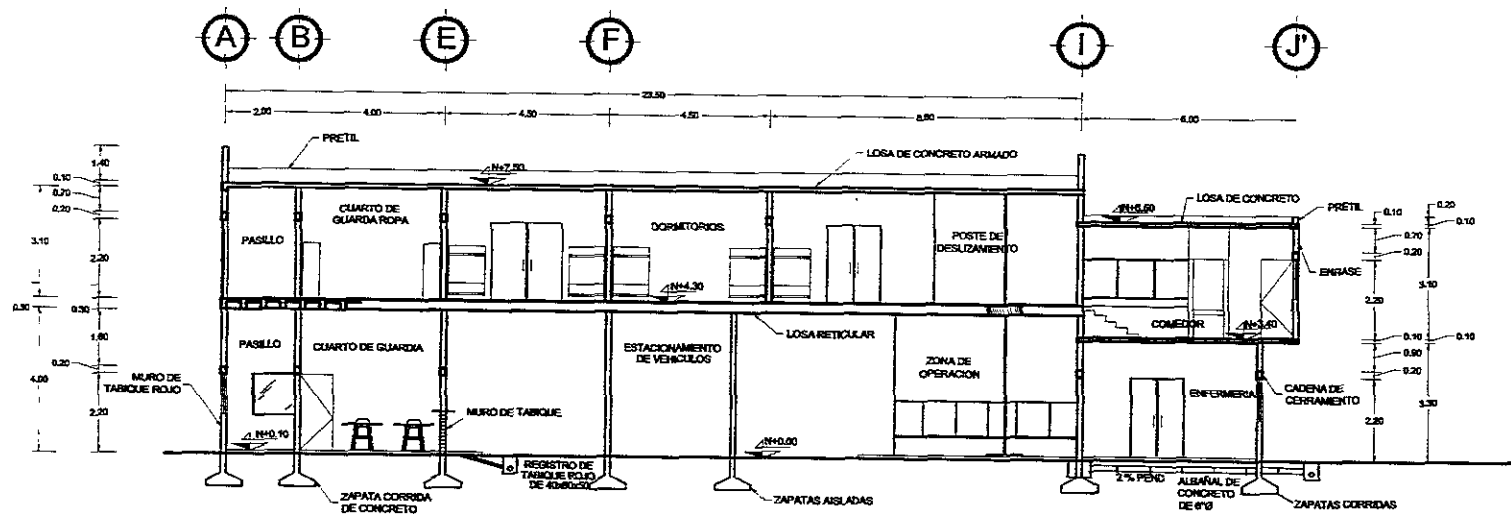 A B E F I J'
23.50
2.00 4.00 4.50 4.50 6.00
PRETIL
LOSA DE CONCRETO ARMADO
N+7.50
1.40
0.10
0.70
0.20
3.10
2.20
0.30
0.30
0.20
4.00
2.20
PASILLO
CUARTO DE
GUARDA ROPA
DORMITORIOS
POSTE DE
DESLIZAMIENTO
N+4.30
LOSA DE CONCRETO
PRETIL
ENRASE
COMEDOR
N+3.40
LOSA RETICULAR
PASILLO
CUARTO DE GUARDIA
ESTACIONAMIENTO
DE VEHICULOS
ZONA DE
OPERACION
ENFERMERIA
CADENA DE
CERRAMIENTO
MURO DE
TABIQUE ROJO
MURO DE TABIQUE
N+0.10
N+0.00
REGISTRO DE
TABIQUE ROJO
ZAPATA CORRIDA
DE CONCRETO
ZAPATAS AISLADAS
2 % PEND
ALBAÑAL DE
CONCRETO
DE 6"Ø
ZAPATAS CORRIDAS
0.10
0.70
0.20
2.20
0.10
0.90
0.20
2.20
0.20
0.10
3.10
0.10
3.30